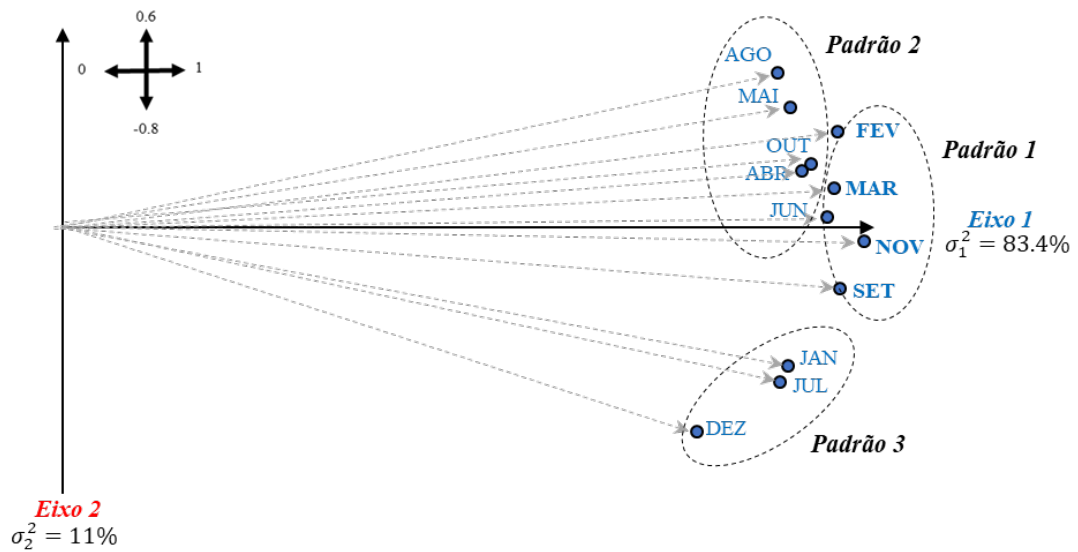 0.6
0
1
-0.8
AGO
Padrão 2
MAI
FEV
OUT
Padrão 1
ABR
MAR
JUN
Eixo 1
NOV
σ₁² = 83.4%
SET
JAN
JUL
DEZ
Padrão 3
Eixo 2
σ₂² = 11%